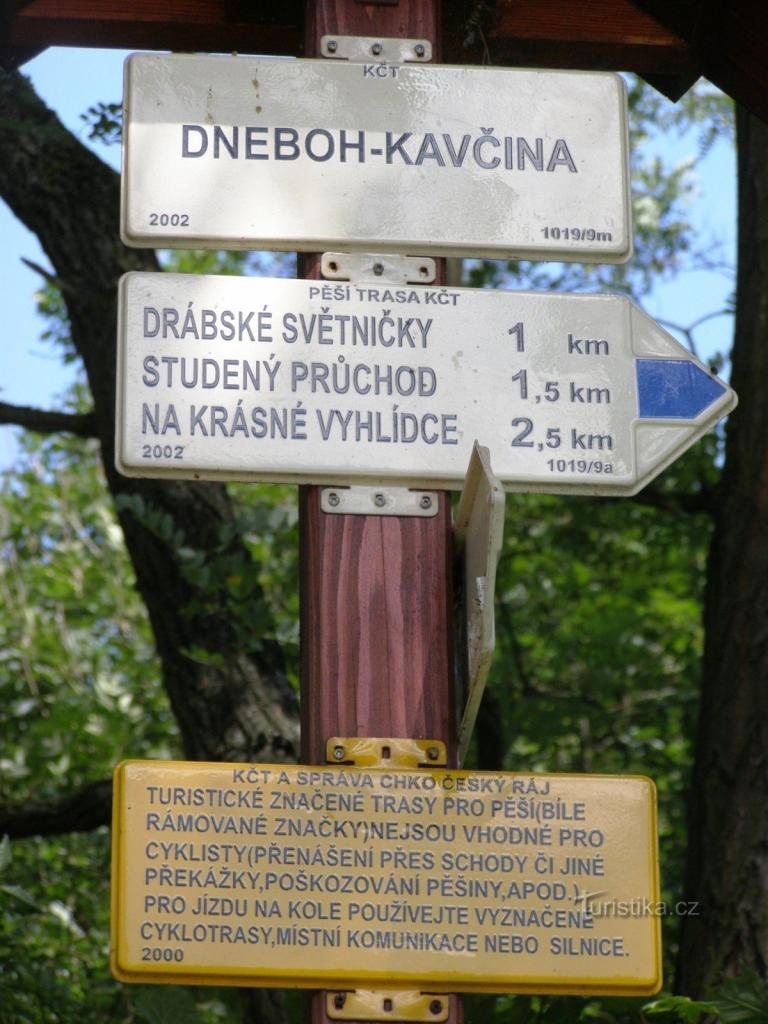 KČT
DNEBOH-KAVČINA
2002 1019/9m
PĚŠÍ TRASA KČT
DRÁBSKÉ SVĚTNIČKY 1 km
STUDENÝ PRŮCHOD 1,5 km
NA KRÁSNÉ VYHLÍDCE 2,5 km
2002 1019/9a
KČT A SPRÁVA CHKO ČESKÝ RÁJ
TURISTICKÉ ZNAČENÉ TRASY PRO PĚŠÍ(BÍLE
RÁMOVANÉ ZNAČKY)NEJSOU VHODNÉ PRO
CYKLISTY(PŘENÁŠENÍ PŘES SCHODY ČI JINÉ
PŘEKÁŽKY,POŠKOZOVÁNÍ PĚŠINY,APOD.).
PRO JÍZDU NA KOLE POUŽÍVEJTE VYZNAČENÉ
CYKLOTRASY,MÍSTNÍ KOMUNIKACE NEBO SILNICE.
2000
Turistika.cz